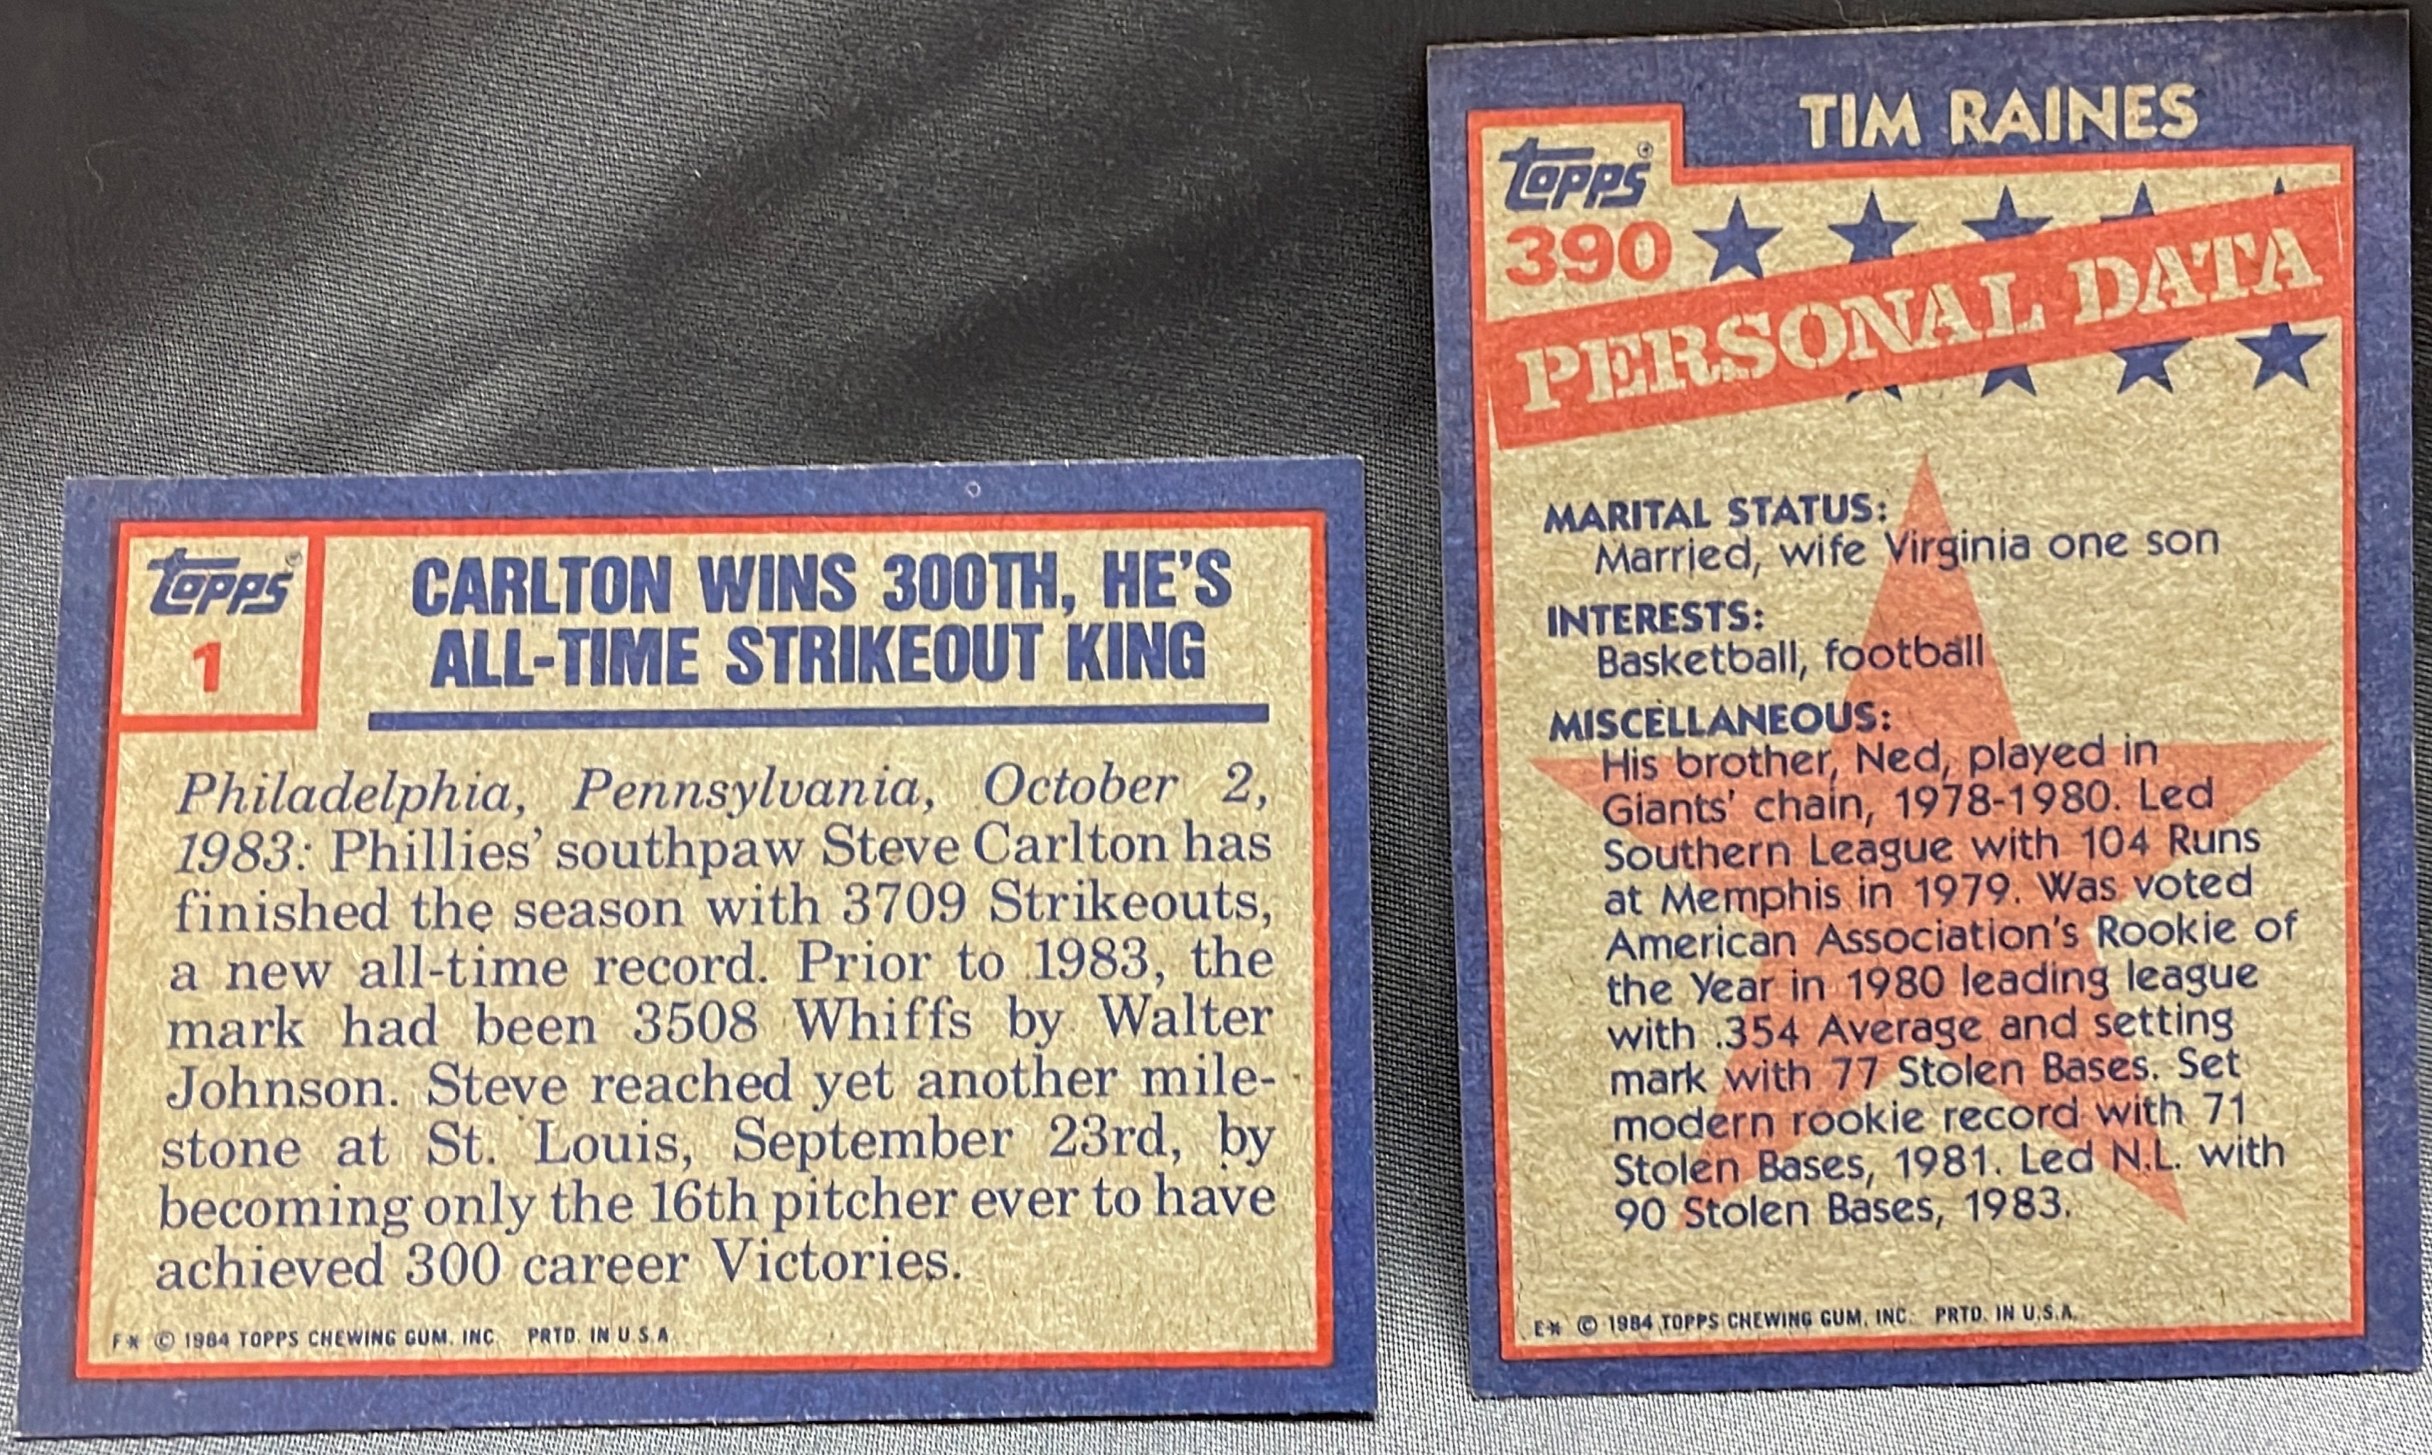 topps
1
CARLTON WINS 300TH, HE'S
ALL-TIME STRIKEOUT KING
Philadelphia, Pennsylvania, October 2,
1983: Phillies' southpaw Steve Carlton has
finished the season with 3709 Strikeouts,
a new all-time record. Prior to 1983, the
mark had been 3508 Whiffs by Walter
Johnson. Steve reached yet another mile-
stone at St. Louis, September 23rd, by
becoming only the 16th pitcher ever to have
achieved 300 career Victories.
F* © 1984 TOPPS CHEWING GUM, INC. PRTD. IN U.S.A.
TIM RAINES
topps
390
PERSONAL DATA
MARITAL STATUS:
Married, wife Virginia one son
INTERESTS:
Basketball, football
MISCELLANEOUS:
His brother, Ned, played in
Giants' chain, 1978-1980. Led
Southern League with 104 Runs
at Memphis in 1979. Was voted
American Association's Rookie of
the Year in 1980 leading league
with .354 Average and setting
mark with 77 Stolen Bases. Set
modern rookie record with 71
Stolen Bases, 1981. Led N.L. with
90 Stolen Bases, 1983.
E* © 1984 TOPPS CHEWING GUM, INC. PRTD. IN U.S.A.